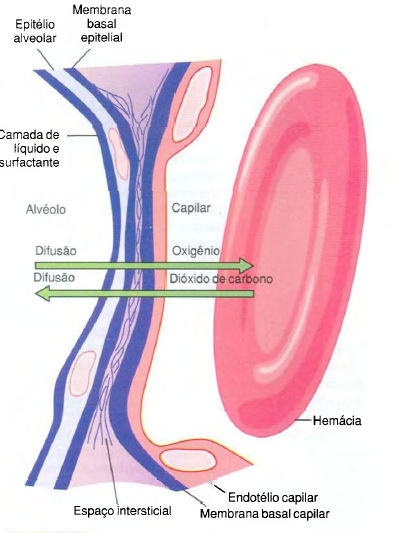 Epitélio
alveolar
Membrana
basal
epitelial
Camada de
líquido e
surfactante
Alvéolo
Capilar
Difusão
Oxigênio
Difusão
Dióxido de carbono
Hemácia
Espaço intersticial
Endotélio capilar
Membrana basal capilar